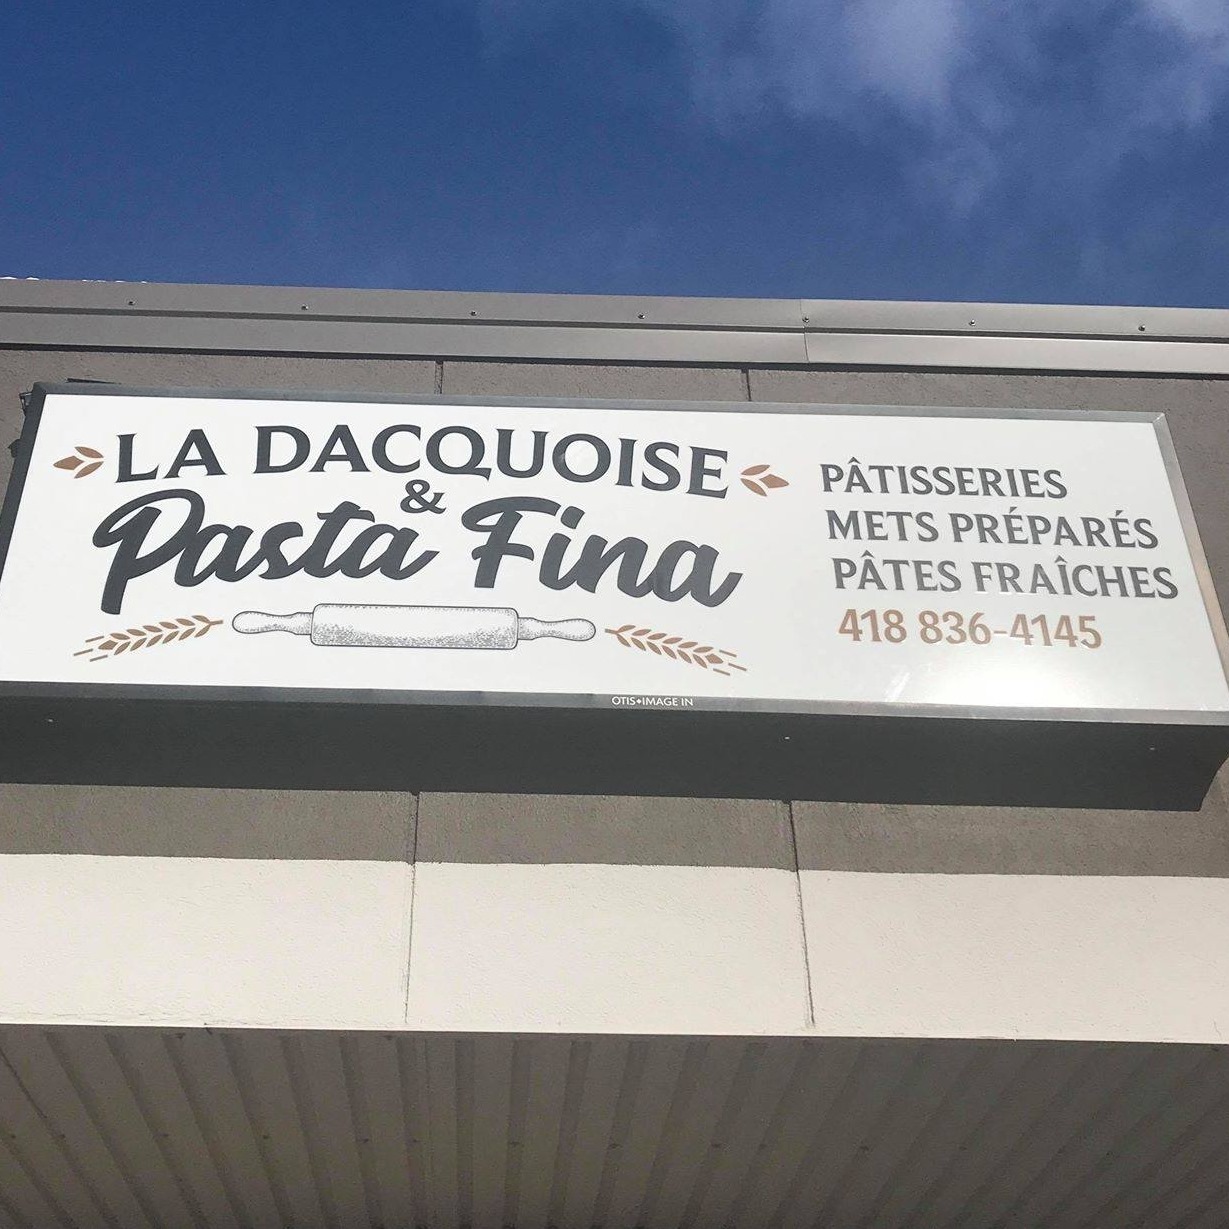 LA DACQUOISE
&
Pasta Fina
PÂTISSERIES
METS PRÉPARÉS
PÂTES FRAÎCHES
418 836-4145
OTIS•IMAGE IN